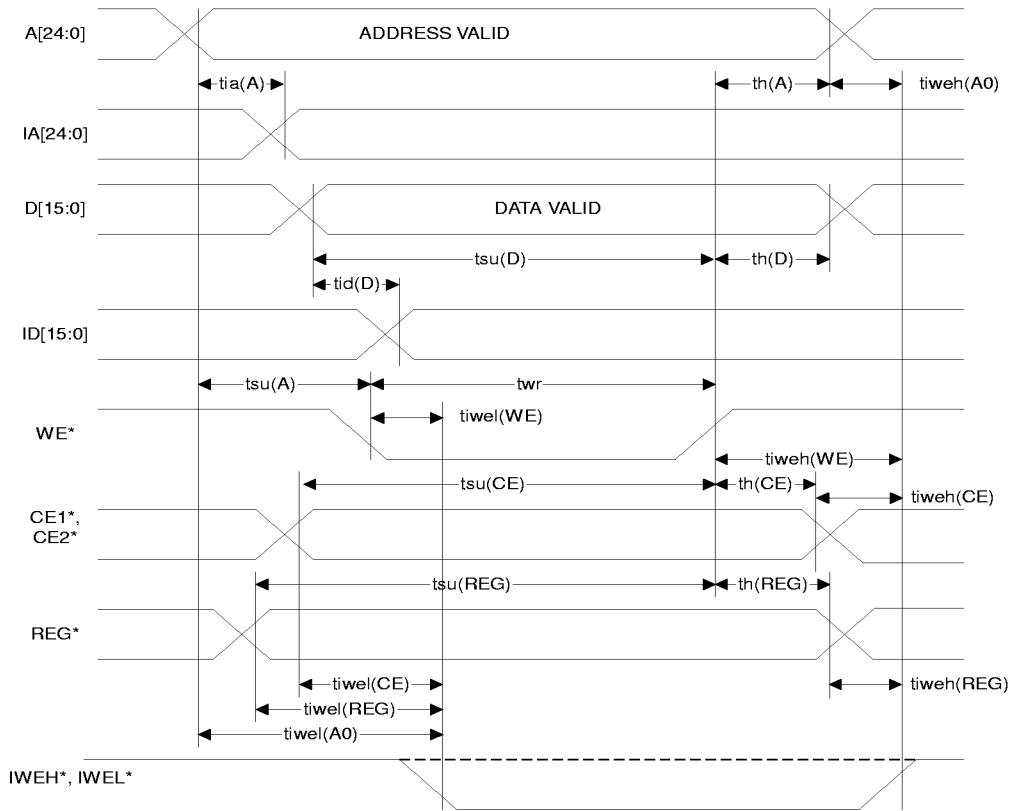 A[24:0]
ADDRESS VALID
tia(A)
th(A)
tiweh(A0)
IA[24:0]
D[15:0]
DATA VALID
tsu(D)
th(D)
tid(D)
ID[15:0]
tsu(A)
twr
tiwel(WE)
WE*
tiweh(WE)
tsu(CE)
th(CE)
tiweh(CE)
CE1*,
CE2*
tsu(REG)
th(REG)
REG*
tiwel(CE)
tiweh(REG)
tiwel(REG)
tiwel(A0)
IWEH*, IWEL*